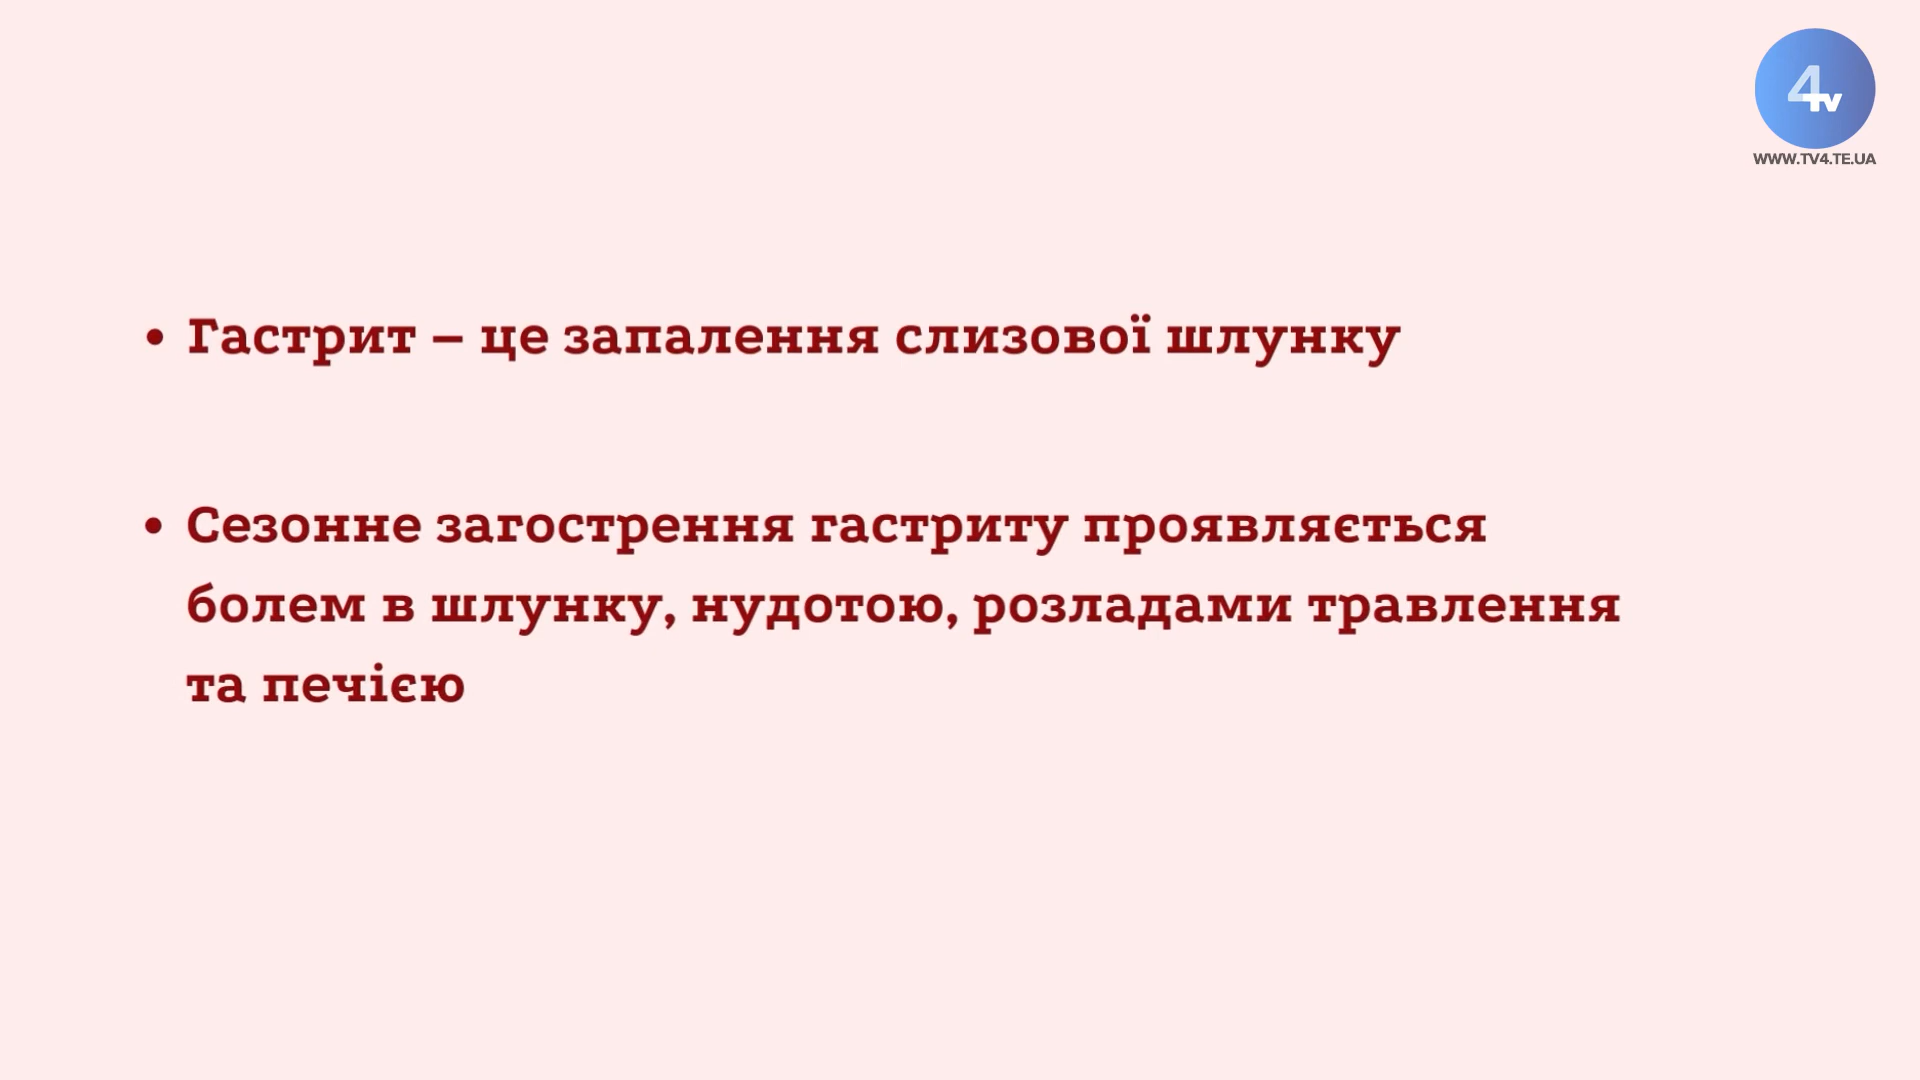 4tv
WWW.TV4.TE.UA
• Гастрит – це запалення слизової шлунку
• Сезонне загострення гастриту проявляється
болем в шлунку, нудотою, розладами травлення
та печією